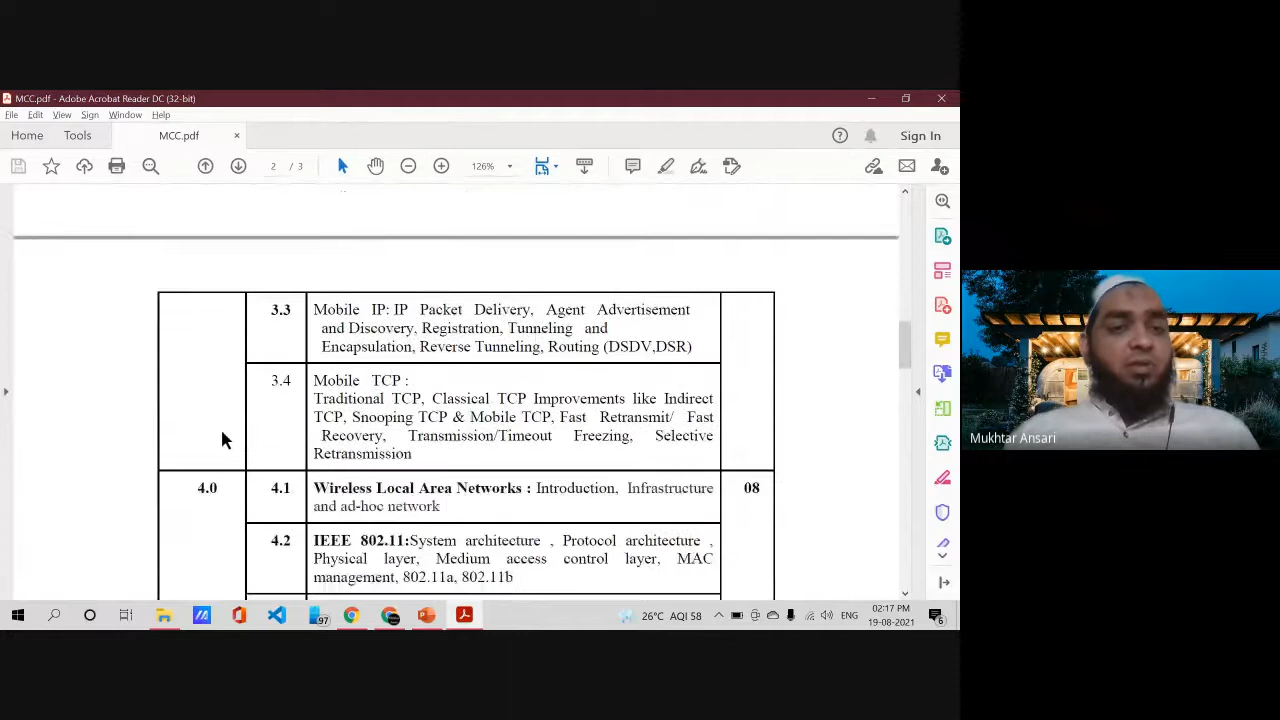 MCC.pdf - Adobe Acrobat Reader DC (32-bit)
File Edit View Sign Window Help
Home Tools MCC.pdf × Sign In
2 / 3 126%
3.3 Mobile IP: IP Packet Delivery, Agent Advertisement
and Discovery, Registration, Tunneling and
Encapsulation, Reverse Tunneling, Routing (DSDV,DSR)
3.4 Mobile TCP :
Traditional TCP, Classical TCP Improvements like Indirect
TCP, Snooping TCP & Mobile TCP, Fast Retransmit/ Fast
Recovery, Transmission/Timeout Freezing, Selective
Retransmission
4.0 4.1 Wireless Local Area Networks : Introduction, Infrastructure 08
and ad-hoc network
4.2 IEEE 802.11:System architecture , Protocol architecture ,
Physical layer, Medium access control layer, MAC
management, 802.11a, 802.11b
Mukhtar Ansari
97 26°C AQI 58 ENG 02:17 PM
19-08-2021 6